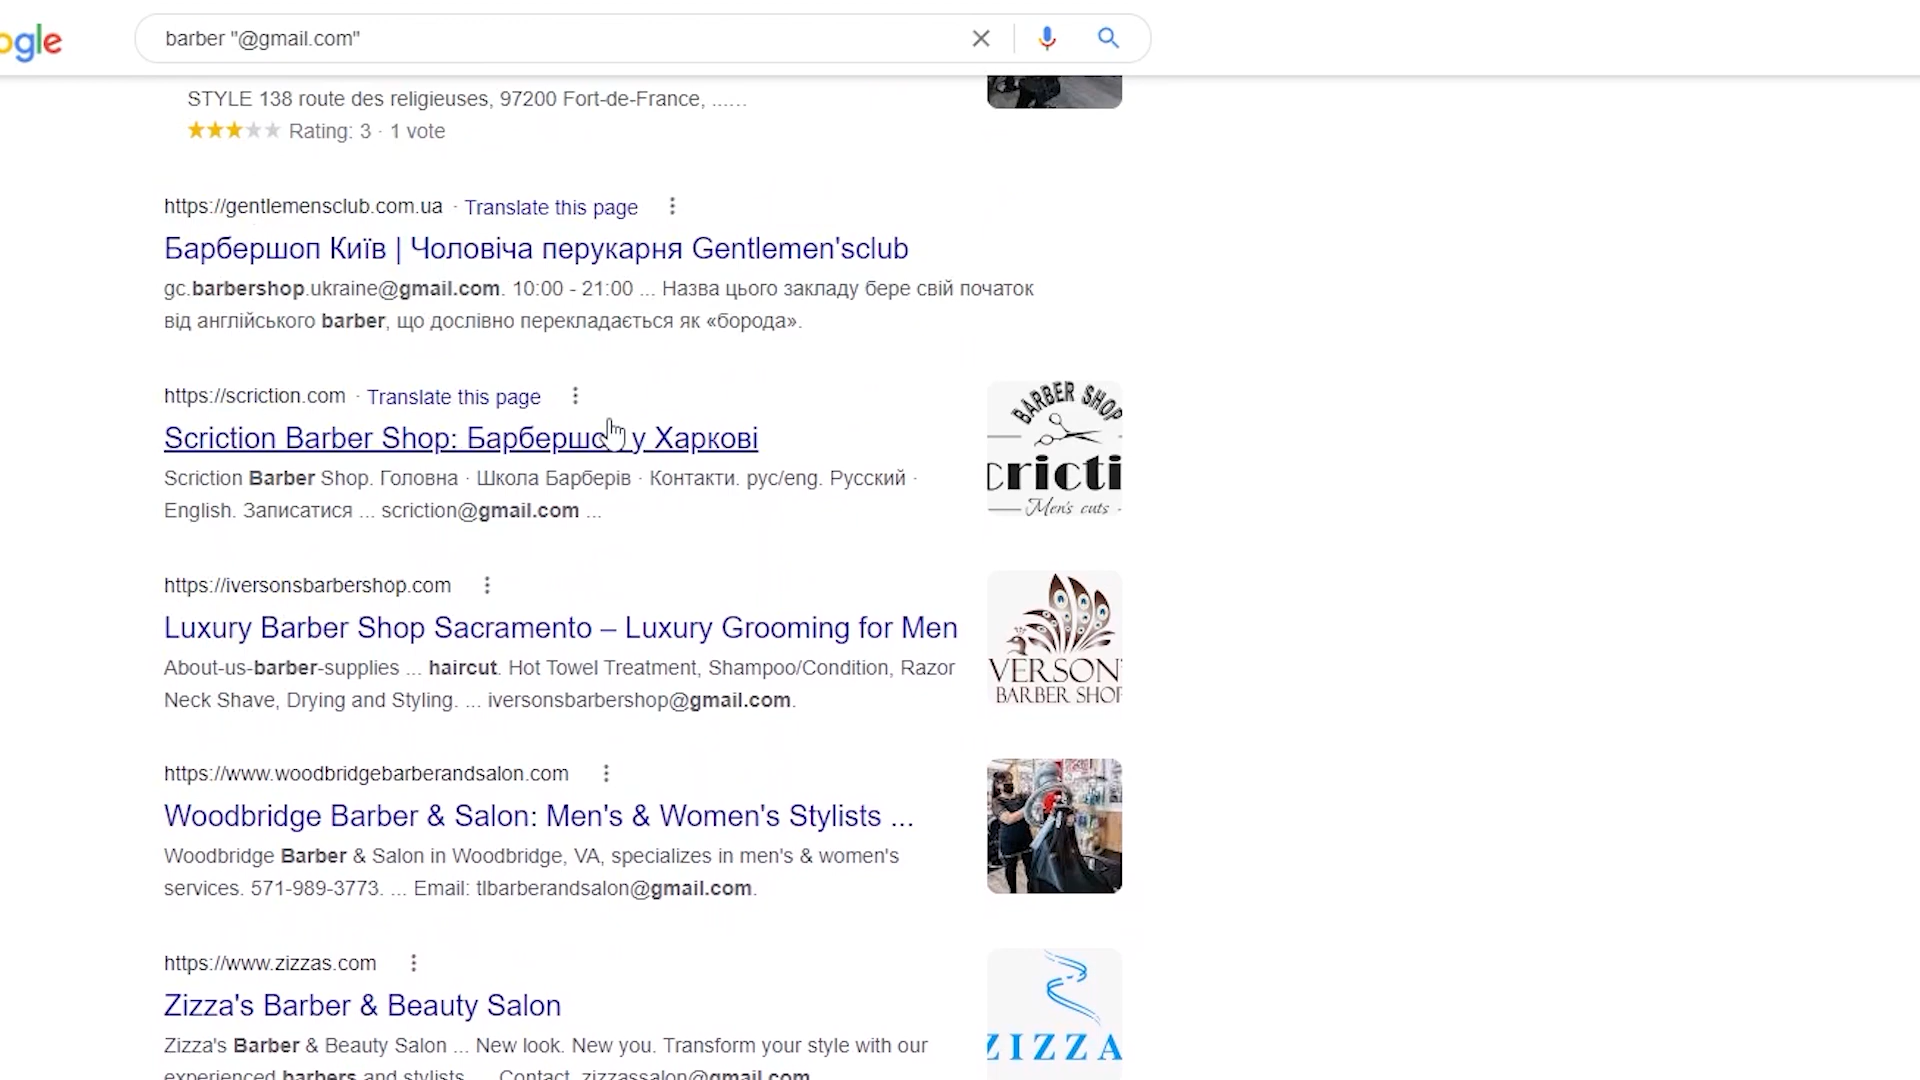 ogle
barber "@gmail.com"
STYLE 138 route des religieuses, 97200 Fort-de-France, ......
Rating: 3 · 1 vote
https://gentlemensclub.com.ua · Translate this page
Барбершоп Київ | Чоловіча перукарня Gentlemen'sclub
gc.barbershop.ukraine@gmail.com. 10:00 - 21:00 ... Назва цього закладу бере свій початок
від англійського barber, що дослівно перекладається як «борода».
https://scriction.com · Translate this page
Scriction Barber Shop: Барбершо у Харкові
Scriction Barber Shop. Головна · Школа Барберів · Контакти. рус/eng. Русский ·
English. Записатися ... scriction@gmail.com ...
BARBER SHOP
cricti
Men's cuts
https://iversonsbarbershop.com
Luxury Barber Shop Sacramento – Luxury Grooming for Men
About-us-barber-supplies ... haircut. Hot Towel Treatment, Shampoo/Condition, Razor
Neck Shave, Drying and Styling. ... iversonsbarbershop@gmail.com.
VERSON'
BARBER SHOP
https://www.woodbridgebarberandsalon.com
Woodbridge Barber & Salon: Men's & Women's Stylists ...
Woodbridge Barber & Salon in Woodbridge, VA, specializes in men's & women's
services. 571-989-3773. ... Email: tlbarberandsalon@gmail.com.
https://www.zizzas.com
Zizza's Barber & Beauty Salon
Zizza's Barber & Beauty Salon ... New look. New you. Transform your style with our
experienced barbers and stylists. ... Contact. zizzassalon@gmail.com
ZIZZA